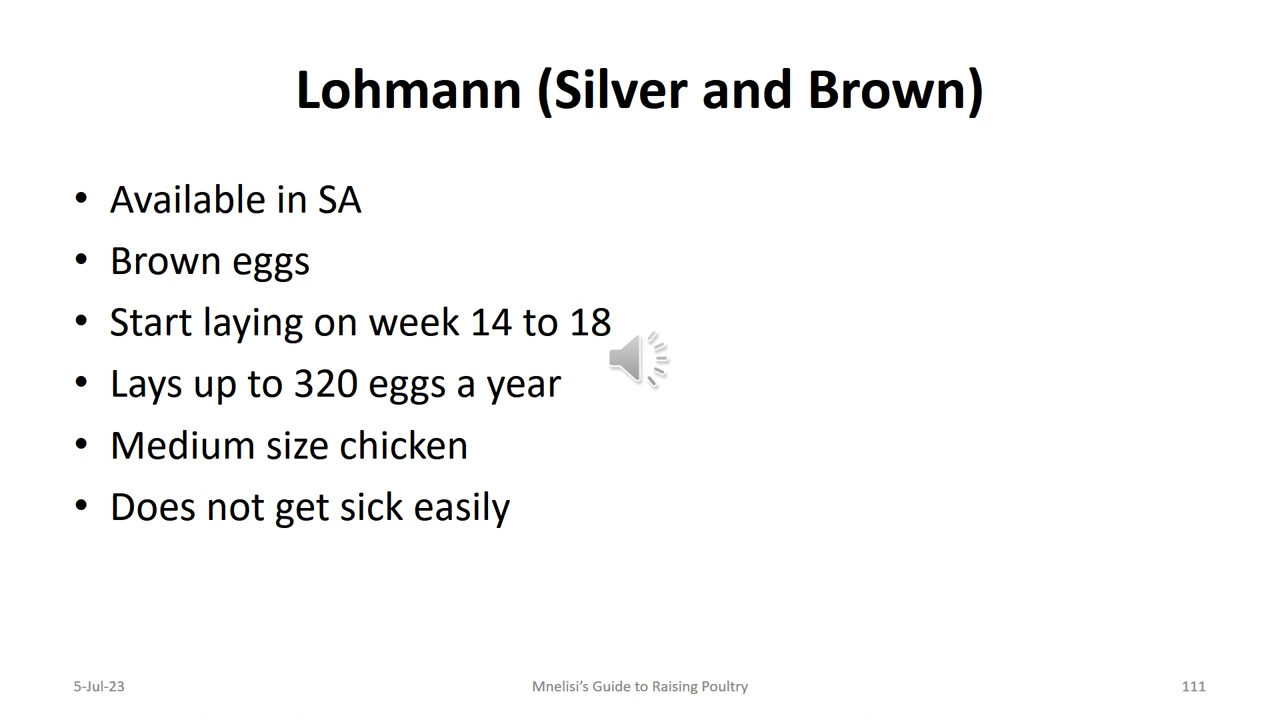 Lohmann (Silver and Brown)
• Available in SA
• Brown eggs
• Start laying on week 14 to 18
• Lays up to 320 eggs a year
• Medium size chicken
• Does not get sick easily
5-Jul-23
Mnelisi’s Guide to Raising Poultry
111